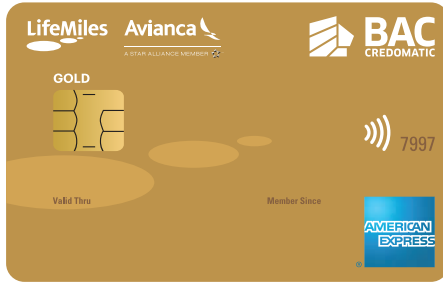 LifeMiles Avianca BAC
A STAR ALLIANCE MEMBER
CREDOMATIC
GOLD
7997
Valid Thru Member Since
AMERICAN
EXPRESS
®